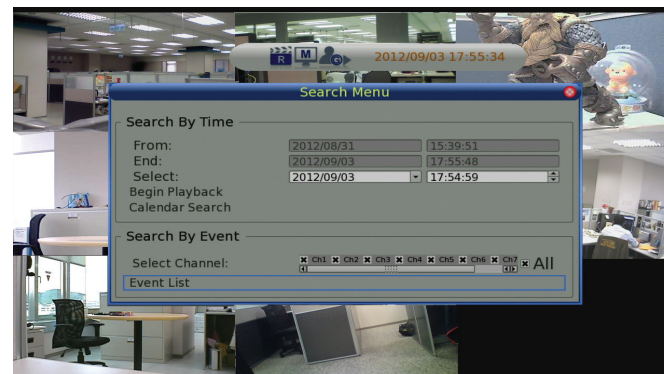 R M G 2012/09/03 17:55:34
Search Menu
Search By Time
From: 2012/08/31 15:39:51
End: 2012/09/03 17:55:48
Select: 2012/09/03 17:54:59
Begin Playback
Calendar Search
Search By Event
Select Channel: Ch1 Ch2 Ch3 Ch4 Ch5 Ch6 Ch7 All
Event List